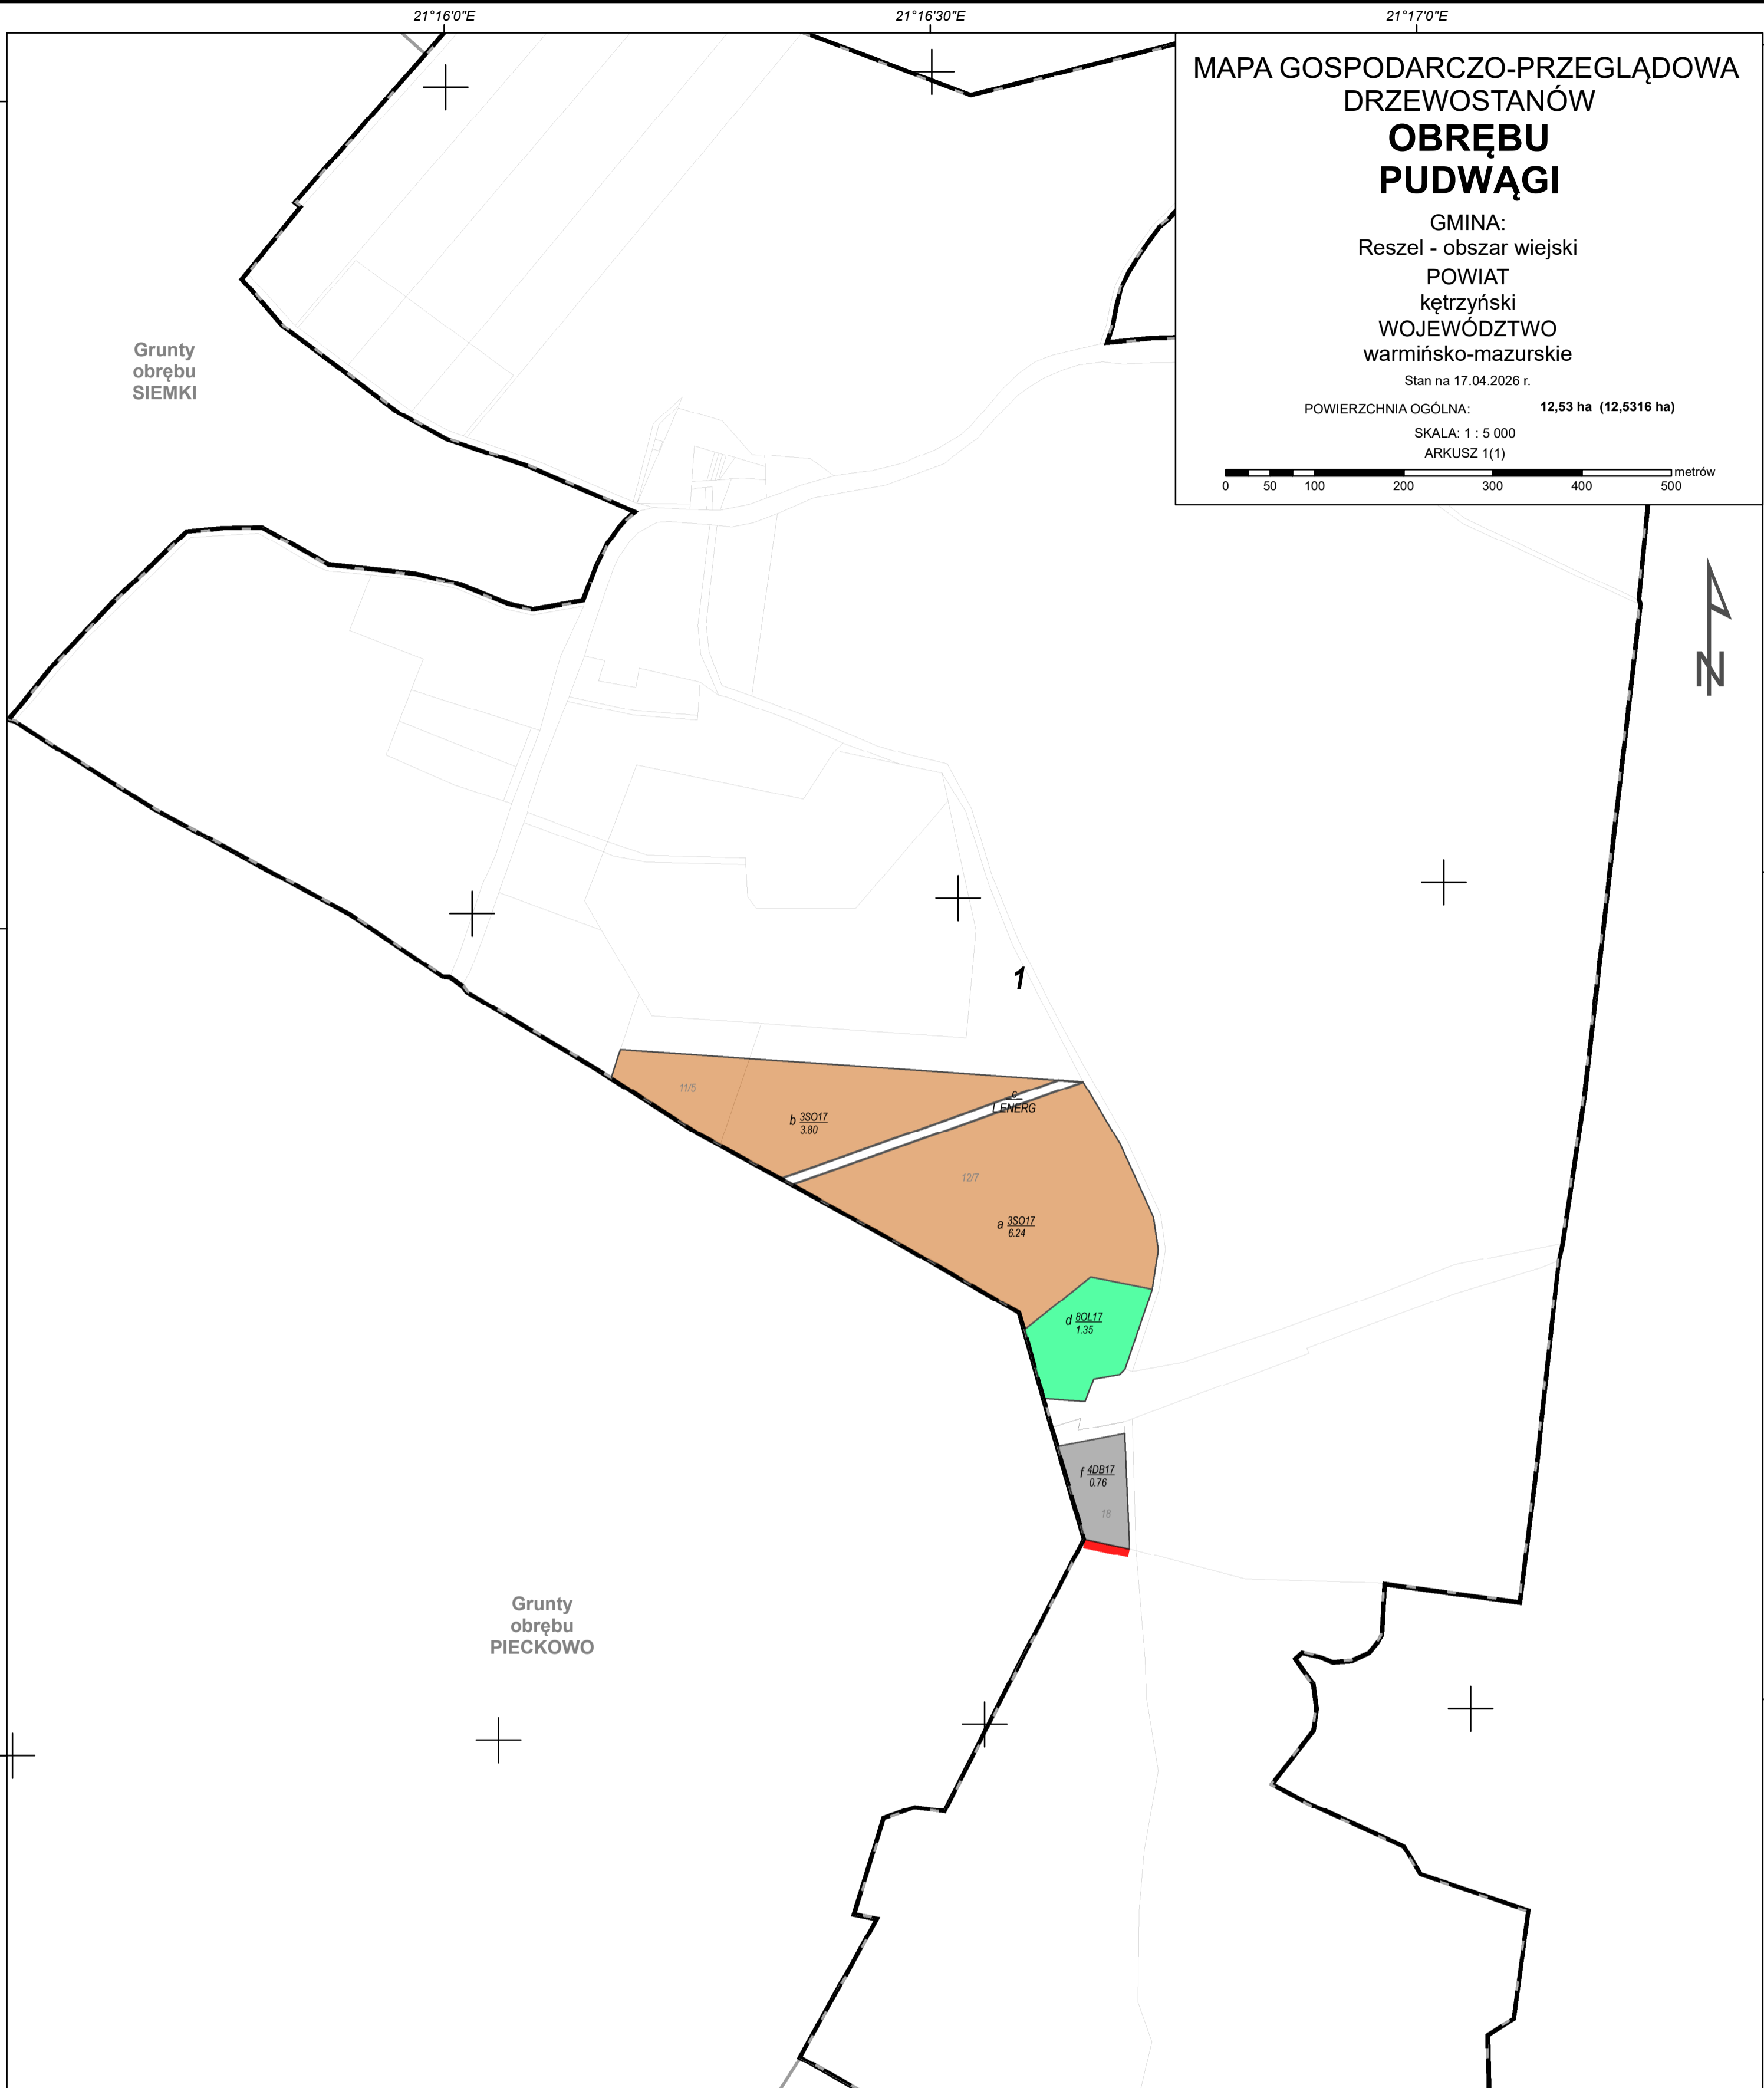 21°16'0"E
21°16'30"E
21°17'0"E
MAPA GOSPODARCZO-PRZEGLĄDOWA
DRZEWOSTANÓW
OBRĘBU
PUDWĄGI
GMINA:
Reszel - obszar wiejski
POWIAT
kętrzyński
WOJEWÓDZTWO
warmińsko-mazurskie
Stan na 17.04.2026 r.
POWIERZCHNIA OGÓLNA: 12,53 ha (12,5316 ha)
SKALA: 1 : 5 000
ARKUSZ 1(1)
metrów
0 50 100 200 300 400 500
Grunty
obrębu
SIEMKI
N
1
11/5
c
L ENERG
b 3SO17
3.80
12/7
a 3SO17
6.24
d 8OL17
1.35
f 4DB17
0.76
18
Grunty
obrębu
PIECKOWO